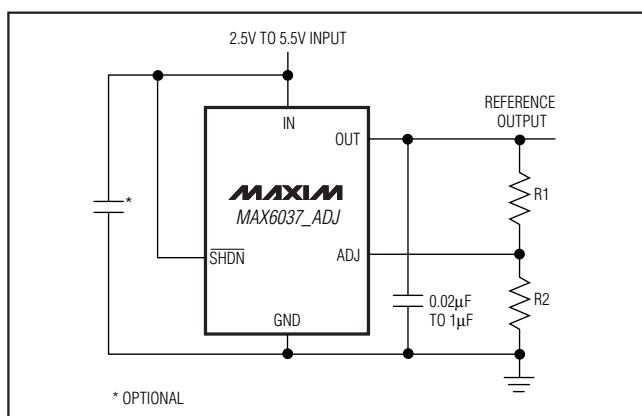 2.5V TO 5.5V INPUT
REFERENCE
OUTPUT
IN
OUT
MAXIM
MAX6037_ADJ
R1
*
SHDN
ADJ
0.02µF
TO 1µF
R2
GND
* OPTIONAL